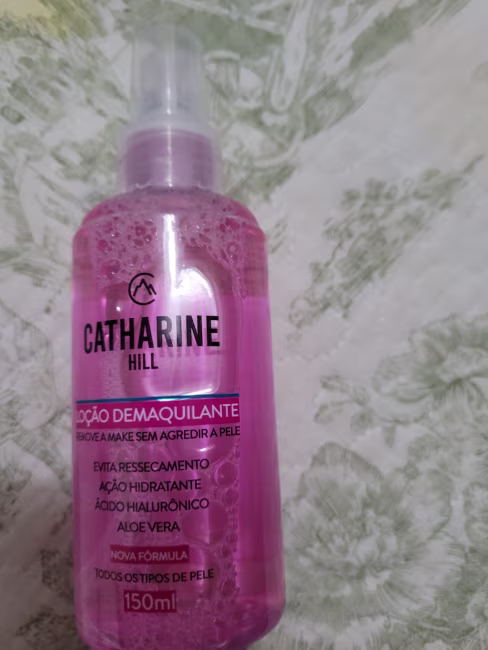 CATHARINE
HILL
LOÇÃO DEMAQUILANTE
REMOVE A MAKE SEM AGREDIR A PELE
EVITA RESSECAMENTO
AÇÃO HIDRATANTE
ÁCIDO HIALURÔNICO
ALOE VERA
NOVA FÓRMULA
TODOS OS TIPOS DE PELE
150ml